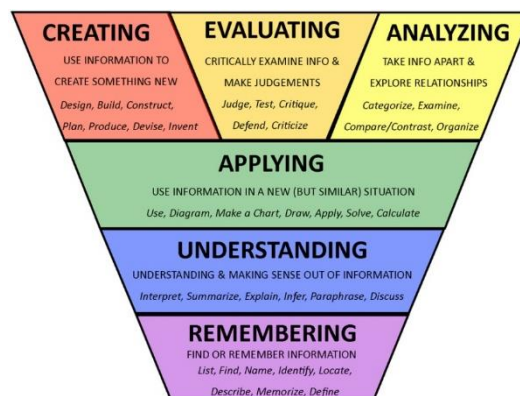 CREATING
USE INFORMATION TO
CREATE SOMETHING NEW
Design, Build, Construct,
Plan, Produce, Devise, Invent
EVALUATING
CRITICALLY EXAMINE INFO &
MAKE JUDGEMENTS
Judge, Test, Critique,
Defend, Criticize
ANALYZING
TAKE INFO APART &
EXPLORE RELATIONSHIPS
Categorize, Examine,
Compare/Contrast, Organize
APPLYING
USE INFORMATION IN A NEW (BUT SIMILAR) SITUATION
Use, Diagram, Make a Chart, Draw, Apply, Solve, Calculate
UNDERSTANDING
UNDERSTANDING & MAKING SENSE OUT OF INFORMATION
Interpret, Summarize, Explain, Infer, Paraphrase, Discuss
REMEMBERING
FIND OR REMEMBER INFORMATION
List, Find, Name, Identify, Locate,
Describe, Memorize, Define